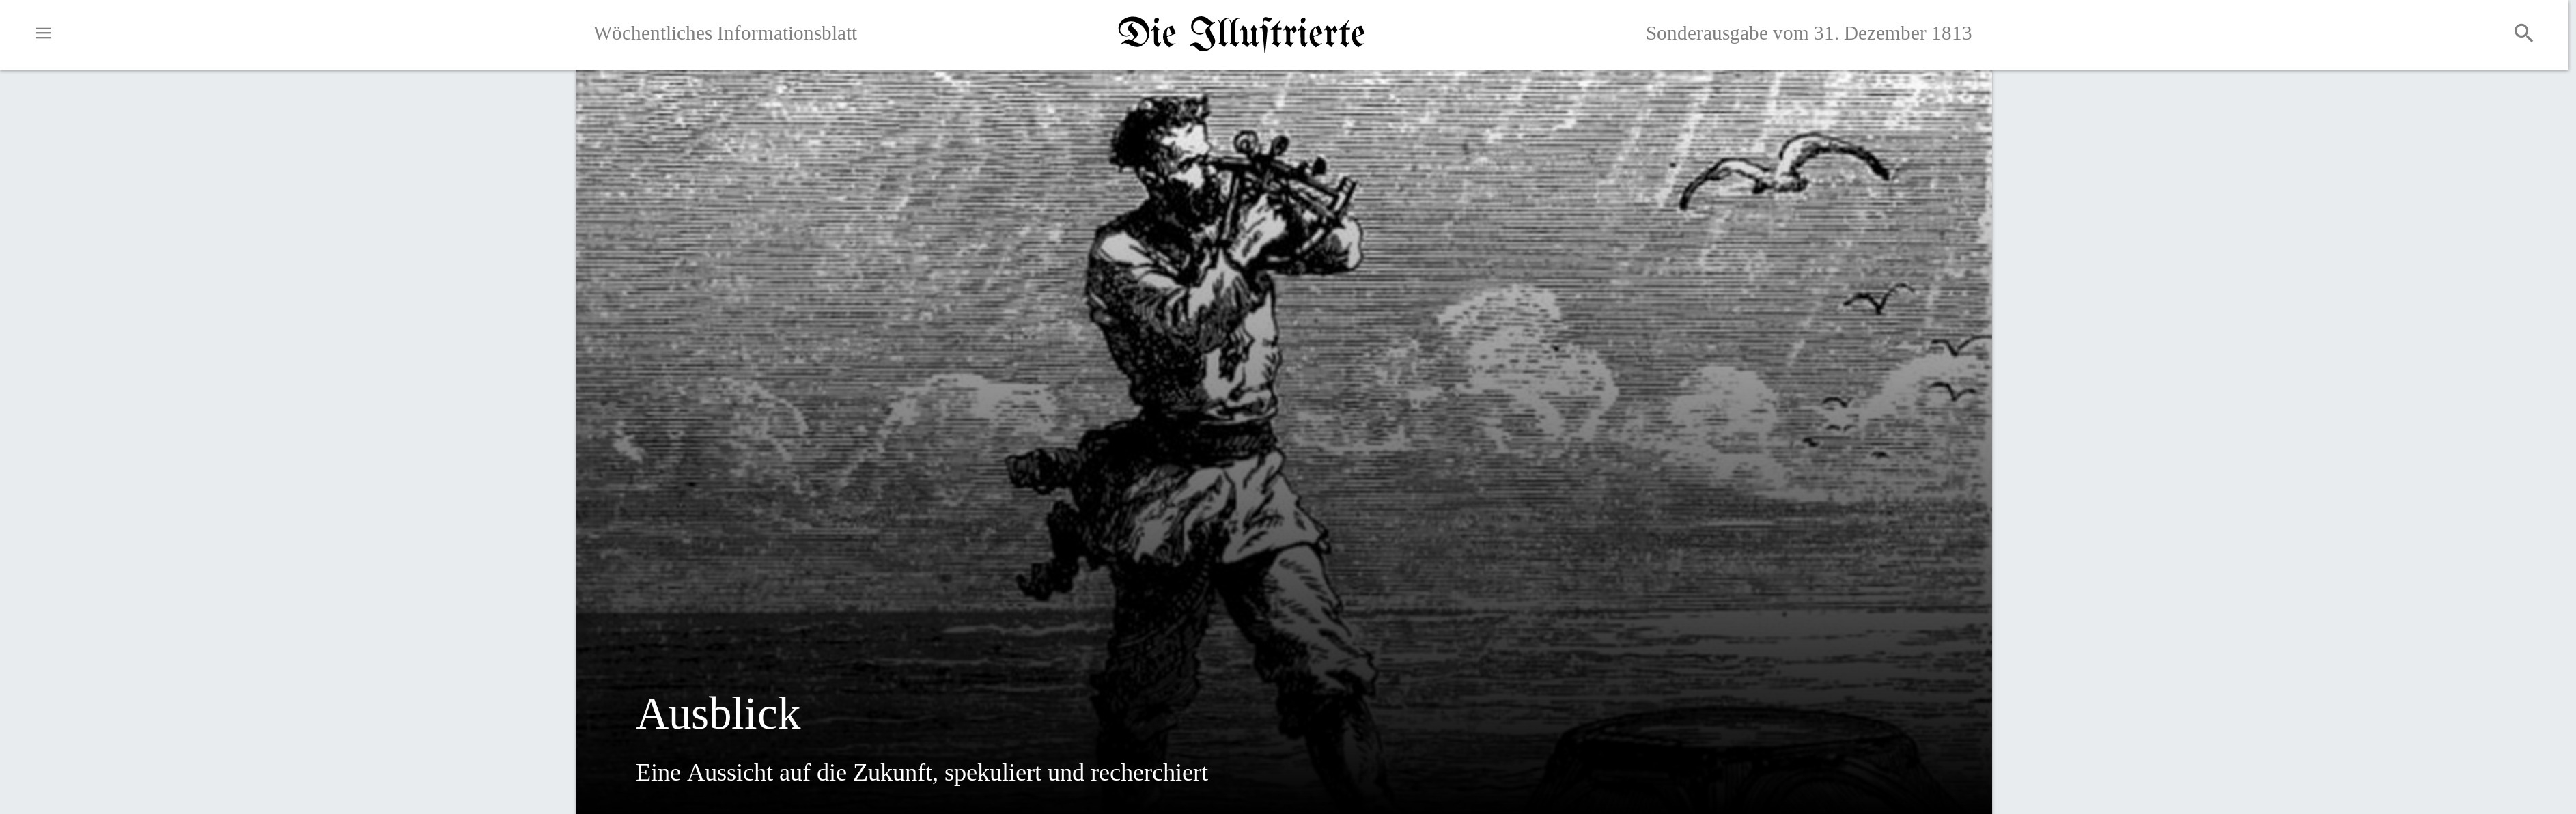 Wöchentliches Informationsblatt
Die Illustrierte
Sonderausgabe vom 31. Dezember 1813
Ausblick
Eine Aussicht auf die Zukunft, spekuliert und recherchiert